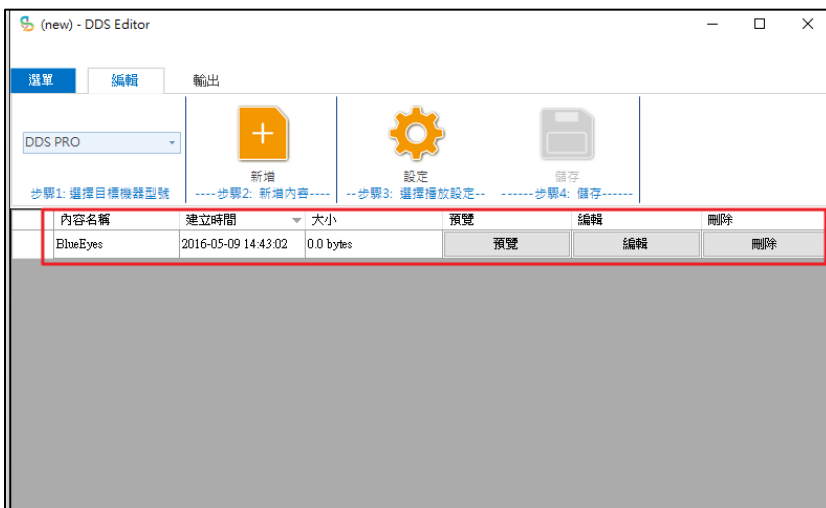 (new) - DDS Editor
選單 編輯 輸出
DDS PRO
新增 設定 儲存
步驟1: 選擇目標機器型號 ----步驟2: 新增內容---- --步驟3: 選擇播放設定-- ------步驟4: 儲存------
內容名稱 建立時間 大小 預覽 編輯 刪除
BlueEyes 2016-05-09 14:43:02 0.0 bytes 預覽 編輯 刪除